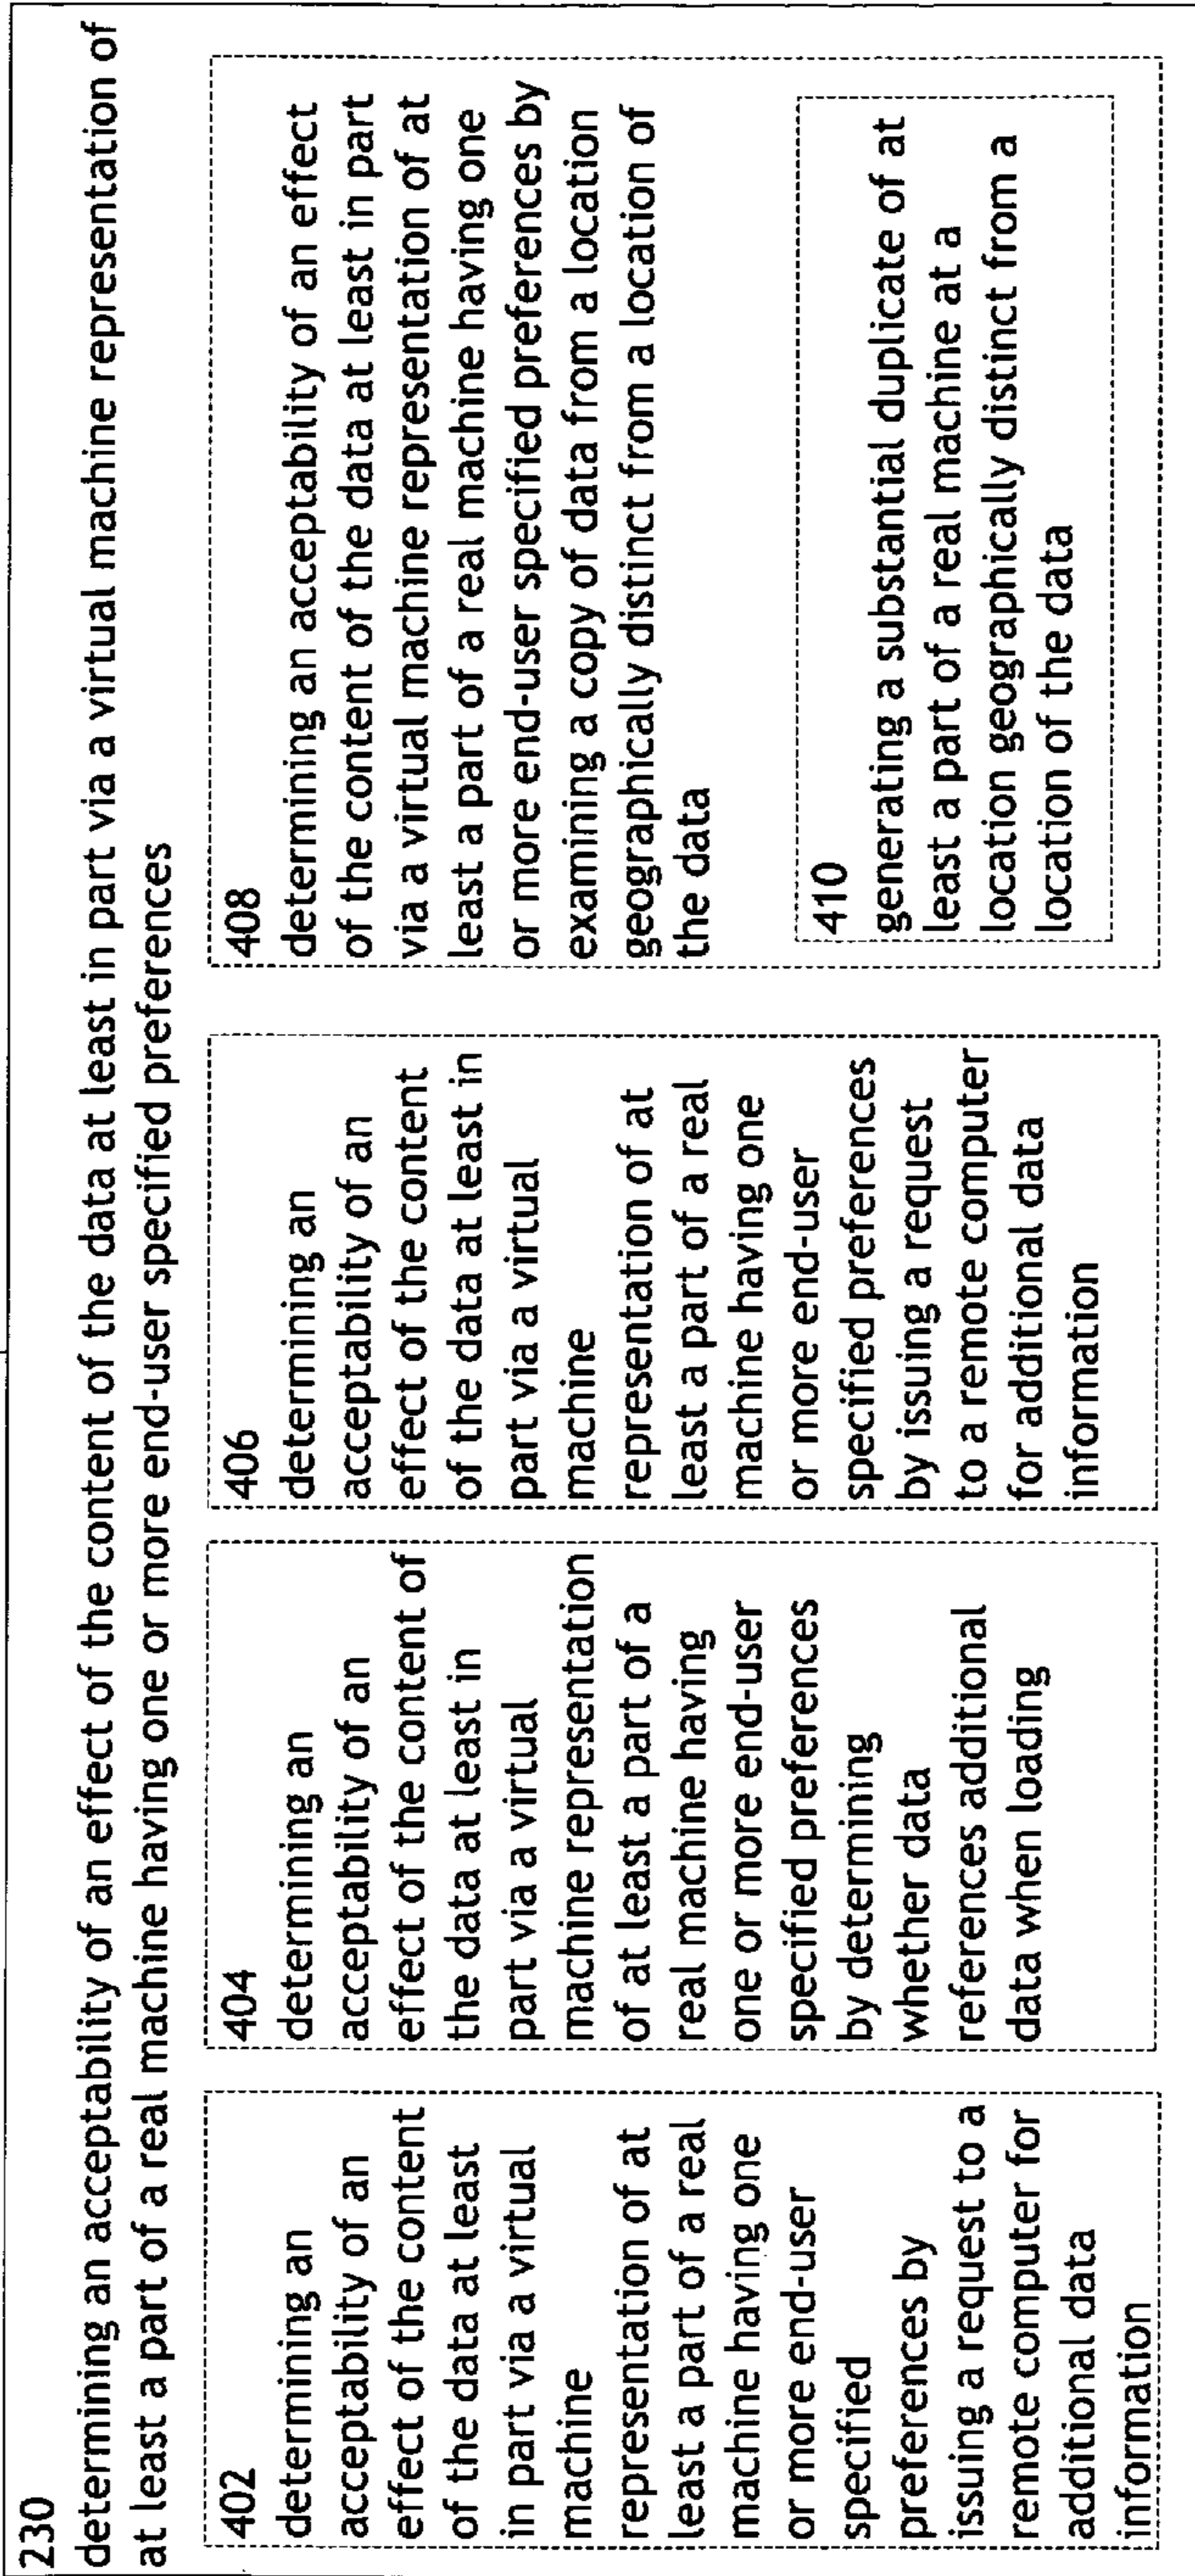 230
determining an acceptability of an effect of the content of the data at least in part via a virtual machine representation of
at least a part of a real machine having one or more end-user specified preferences
402
determining an
acceptability of an
effect of the content
of the data at least
in part via a virtual
machine
representation of at
least a part of a real
machine having one
or more end-user
specified
preferences by
issuing a request to a
remote computer for
additional data
information
404
determining an
acceptability of an
effect of the content of
the data at least in
part via a virtual
machine representation
of at least a part of a
real machine having
one or more end-user
specified preferences
by determining
whether data
references additional
data when loading
406
determining an
acceptability of an
effect of the content
of the data at least in
part via a virtual
machine
representation of at
least a part of a real
machine having one
or more end-user
specified preferences
by issuing a request
to a remote computer
for additional data
information
408
determining an acceptability of an effect
of the content of the data at least in part
via a virtual machine representation of at
least a part of a real machine having one
or more end-user specified preferences by
examining a copy of data from a location
geographically distinct from a location of
the data
410
generating a substantial duplicate of at
least a part of a real machine at a
location geographically distinct from a
location of the data